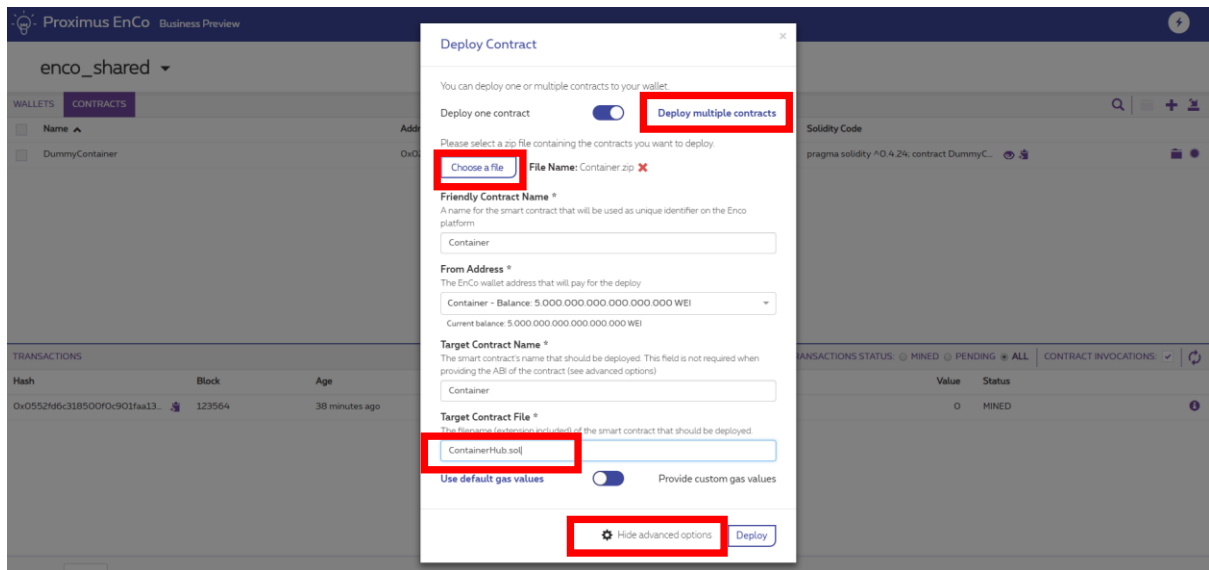 Proximus EnCo Business Preview
enco_shared
WALLETS CONTRACTS
Name
Addr
Solidity Code
DummyContainer
0x02
pragma solidity ^0.4.24; contract DummyC...
Deploy Contract
×
You can deploy one or multiple contracts to your wallet.
Deploy one contract
Deploy multiple contracts
Please select a zip file containing the contracts you want to deploy.
Choose a file
File Name: Container.zip
Friendly Contract Name *
A name for the smart contract that will be used as unique identifier on the Enco
platform
Container
From Address *
The EnCo wallet address that will pay for the deploy
Container - Balance: 5.000.000.000.000.000.000 WEI
Current balance: 5.000.000.000.000.000.000 WEI
Target Contract Name *
The smart contract's name that should be deployed. This field is not required when
providing the ABI of the contract (see advanced options)
Container
Target Contract File *
The filename (extension included) of the smart contract that should be deployed.
ContainerHub.sol
Use default gas values
Provide custom gas values
Hide advanced options
Deploy
TRANSACTIONS
ANSACTIONS STATUS: MINED PENDING ALL CONTRACT INVOCATIONS:
Hash Block Age Value Status
0x0552fd6c318500f0c901faa13... 123564 38 minutes ago 0 MINED